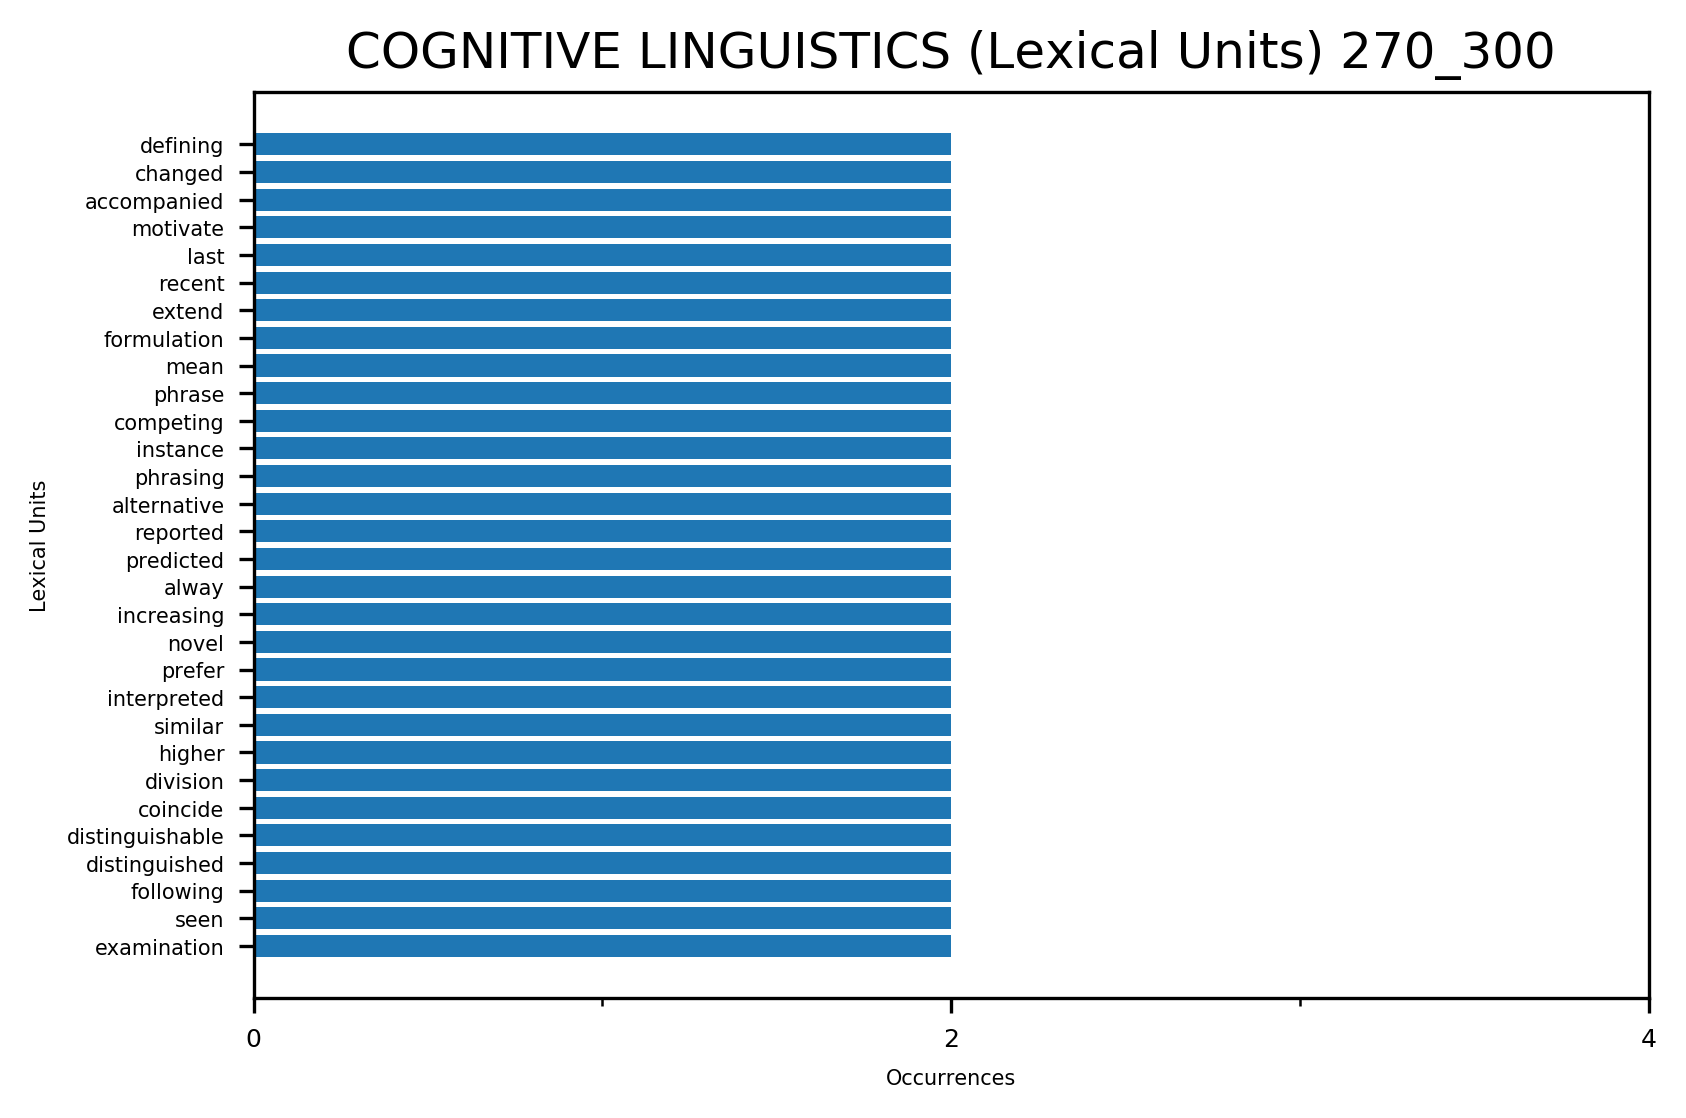 COGNITIVE LINGUISTICS (Lexical Units) 270_300
defining
changed
accompanied
motivate
last
recent
extend
formulation
mean
phrase
competing
instance
phrasing
alternative
reported
predicted
alway
increasing
novel
prefer
interpreted
similar
higher
division
coincide
distinguishable
distinguished
following
seen
examination
Lexical Units
0 2 4
Occurrences